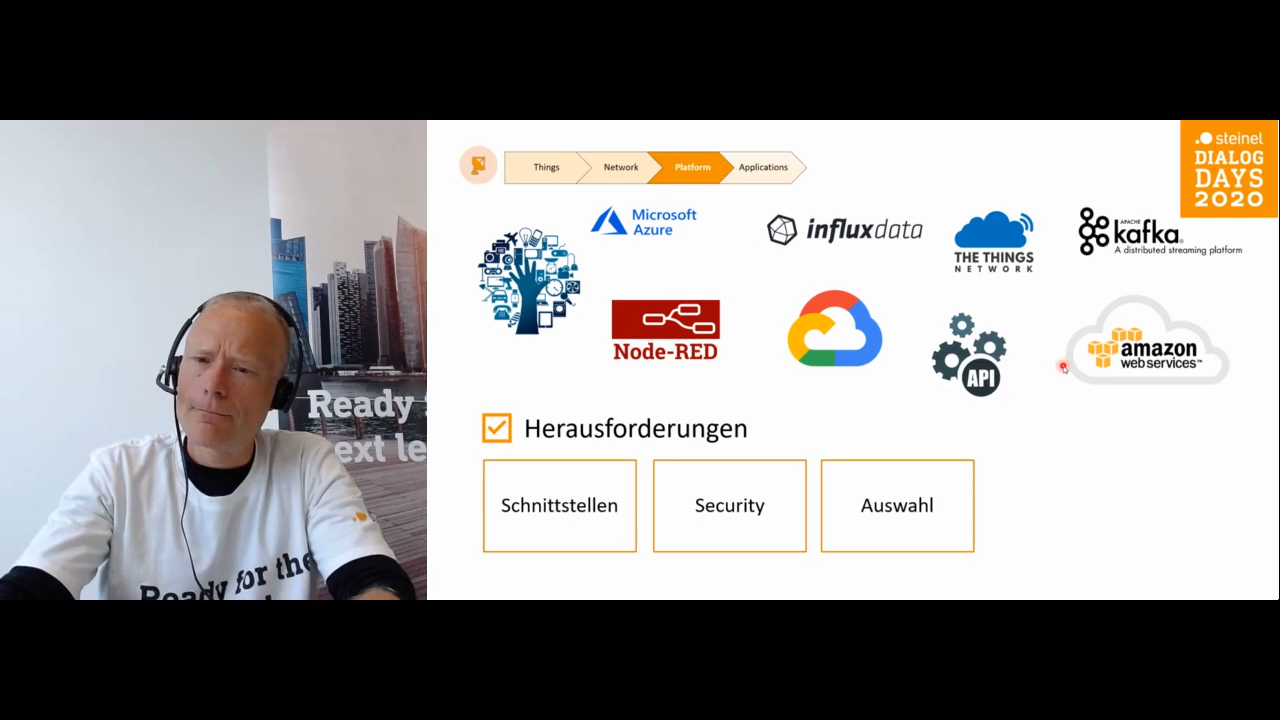 steinel
DIALOG
DAYS
2020
Things
Network
Platform
Applications
Microsoft
Azure
influxdata
THE THINGS
NETWORK
APACHE
kafka®
A distributed streaming platform
Node-RED
API
amazon
web services™
Herausforderungen
Schnittstellen
Security
Auswahl
Ready
ext le
Ready for the